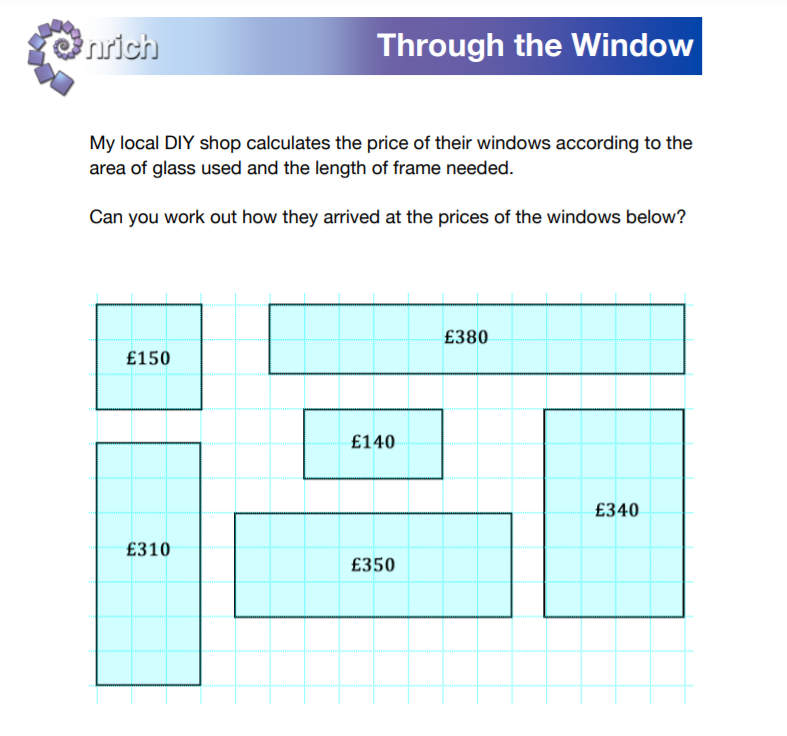 nrich
Through the Window
My local DIY shop calculates the price of their windows according to the
area of glass used and the length of frame needed.
Can you work out how they arrived at the prices of the windows below?
£380
£150
£140
£340
£310
£350